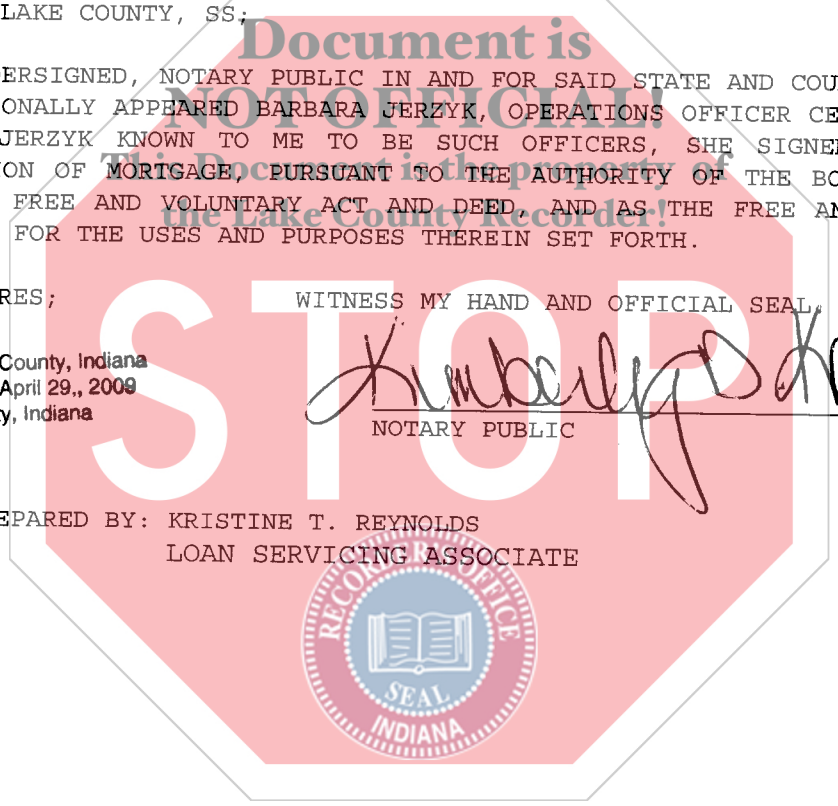 LAKE COUNTY, SS;
Document is
ERSIGNED, NOTARY PUBLIC IN AND FOR SAID STATE AND COU
NOT OFFICIAL!
ONALLY APPEARED BARBARA JERZYK, OPERATIONS OFFICER CE
JERZYK KNOWN TO ME TO BE SUCH OFFICERS, SHE SIGNE
This Document is the property of
ON OF MORTGAGE, PURSUANT TO THE AUTHORITY OF THE BO
the Lake County Recorder!
FREE AND VOLUNTARY ACT AND DEED, AND AS THE FREE AN
FOR THE USES AND PURPOSES THEREIN SET FORTH.
RES; WITNESS MY HAND AND OFFICIAL SEAL,
STOP
County, Indiana
April 29,, 2009
y, Indiana
Kimberly K
NOTARY PUBLIC
EPARED BY: KRISTINE T. REYNOLDS
LOAN SERVICING ASSOCIATE
RECORDER'S OFFICE
SEAL
INDIANA